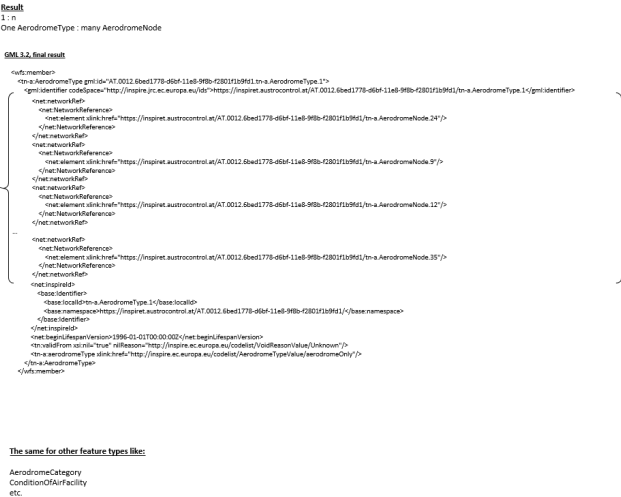 Result
1 : n
One AerodromeType : many AerodromeNode
GML 3.2, final result
<wfs:member>
<tn-a:AerodromeType gml:id="AT.0012.6bed1778-d6bf-11e8-9f8b-f2801f1b9fd1.tn-a.AerodromeType.1">
<gml:identifier codeSpace="http://inspire.jrc.ec.europa.eu/ids">https://inspiret.austrocontrol.at/AT.0012.6bed1778-d6bf-11e8-9f8b-f2801f1b9fd1/tn-a.AerodromeType.1</gml:identifier>
<net:networkRef>
<net:NetworkReference>
<net:element xlink:href="https://inspiret.austrocontrol.at/AT.0012.6bed1778-d6bf-11e8-9f8b-f2801f1b9fd1/tn-a.AerodromeNode.24"/>
</net:NetworkReference>
</net:networkRef>
<net:networkRef>
<net:NetworkReference>
<net:element xlink:href="https://inspiret.austrocontrol.at/AT.0012.6bed1778-d6bf-11e8-9f8b-f2801f1b9fd1/tn-a.AerodromeNode.9"/>
</net:NetworkReference>
</net:networkRef>
<net:networkRef>
<net:NetworkReference>
<net:element xlink:href="https://inspiret.austrocontrol.at/AT.0012.6bed1778-d6bf-11e8-9f8b-f2801f1b9fd1/tn-a.AerodromeNode.12"/>
</net:NetworkReference>
</net:networkRef>
...
<net:networkRef>
<net:NetworkReference>
<net:element xlink:href="https://inspiret.austrocontrol.at/AT.0012.6bed1778-d6bf-11e8-9f8b-f2801f1b9fd1/tn-a.AerodromeNode.35"/>
</net:NetworkReference>
</net:networkRef>
<net:inspireId>
<base:Identifier>
<base:localId>tn-a.AerodromeType.1</base:localId>
<base:namespace>https://inspiret.austrocontrol.at/AT.0012.6bed1778-d6bf-11e8-9f8b-f2801f1b9fd1/</base:namespace>
</base:Identifier>
</net:inspireId>
<net:beginLifespanVersion>1996-01-01T00:00:00Z</net:beginLifespanVersion>
<tn:validFrom xsi:nil="true" nilReason="http://inspire.ec.europa.eu/codelist/VoidReasonValue/Unknown"/>
<tn-a:aerodromeType xlink:href="http://inspire.ec.europa.eu/codelist/AerodromeTypeValue/aerodromeOnly"/>
</tn-a:AerodromeType>
</wfs:member>
The same for other feature types like:
AerodromeCategory
ConditionOfAirFacility
etc.